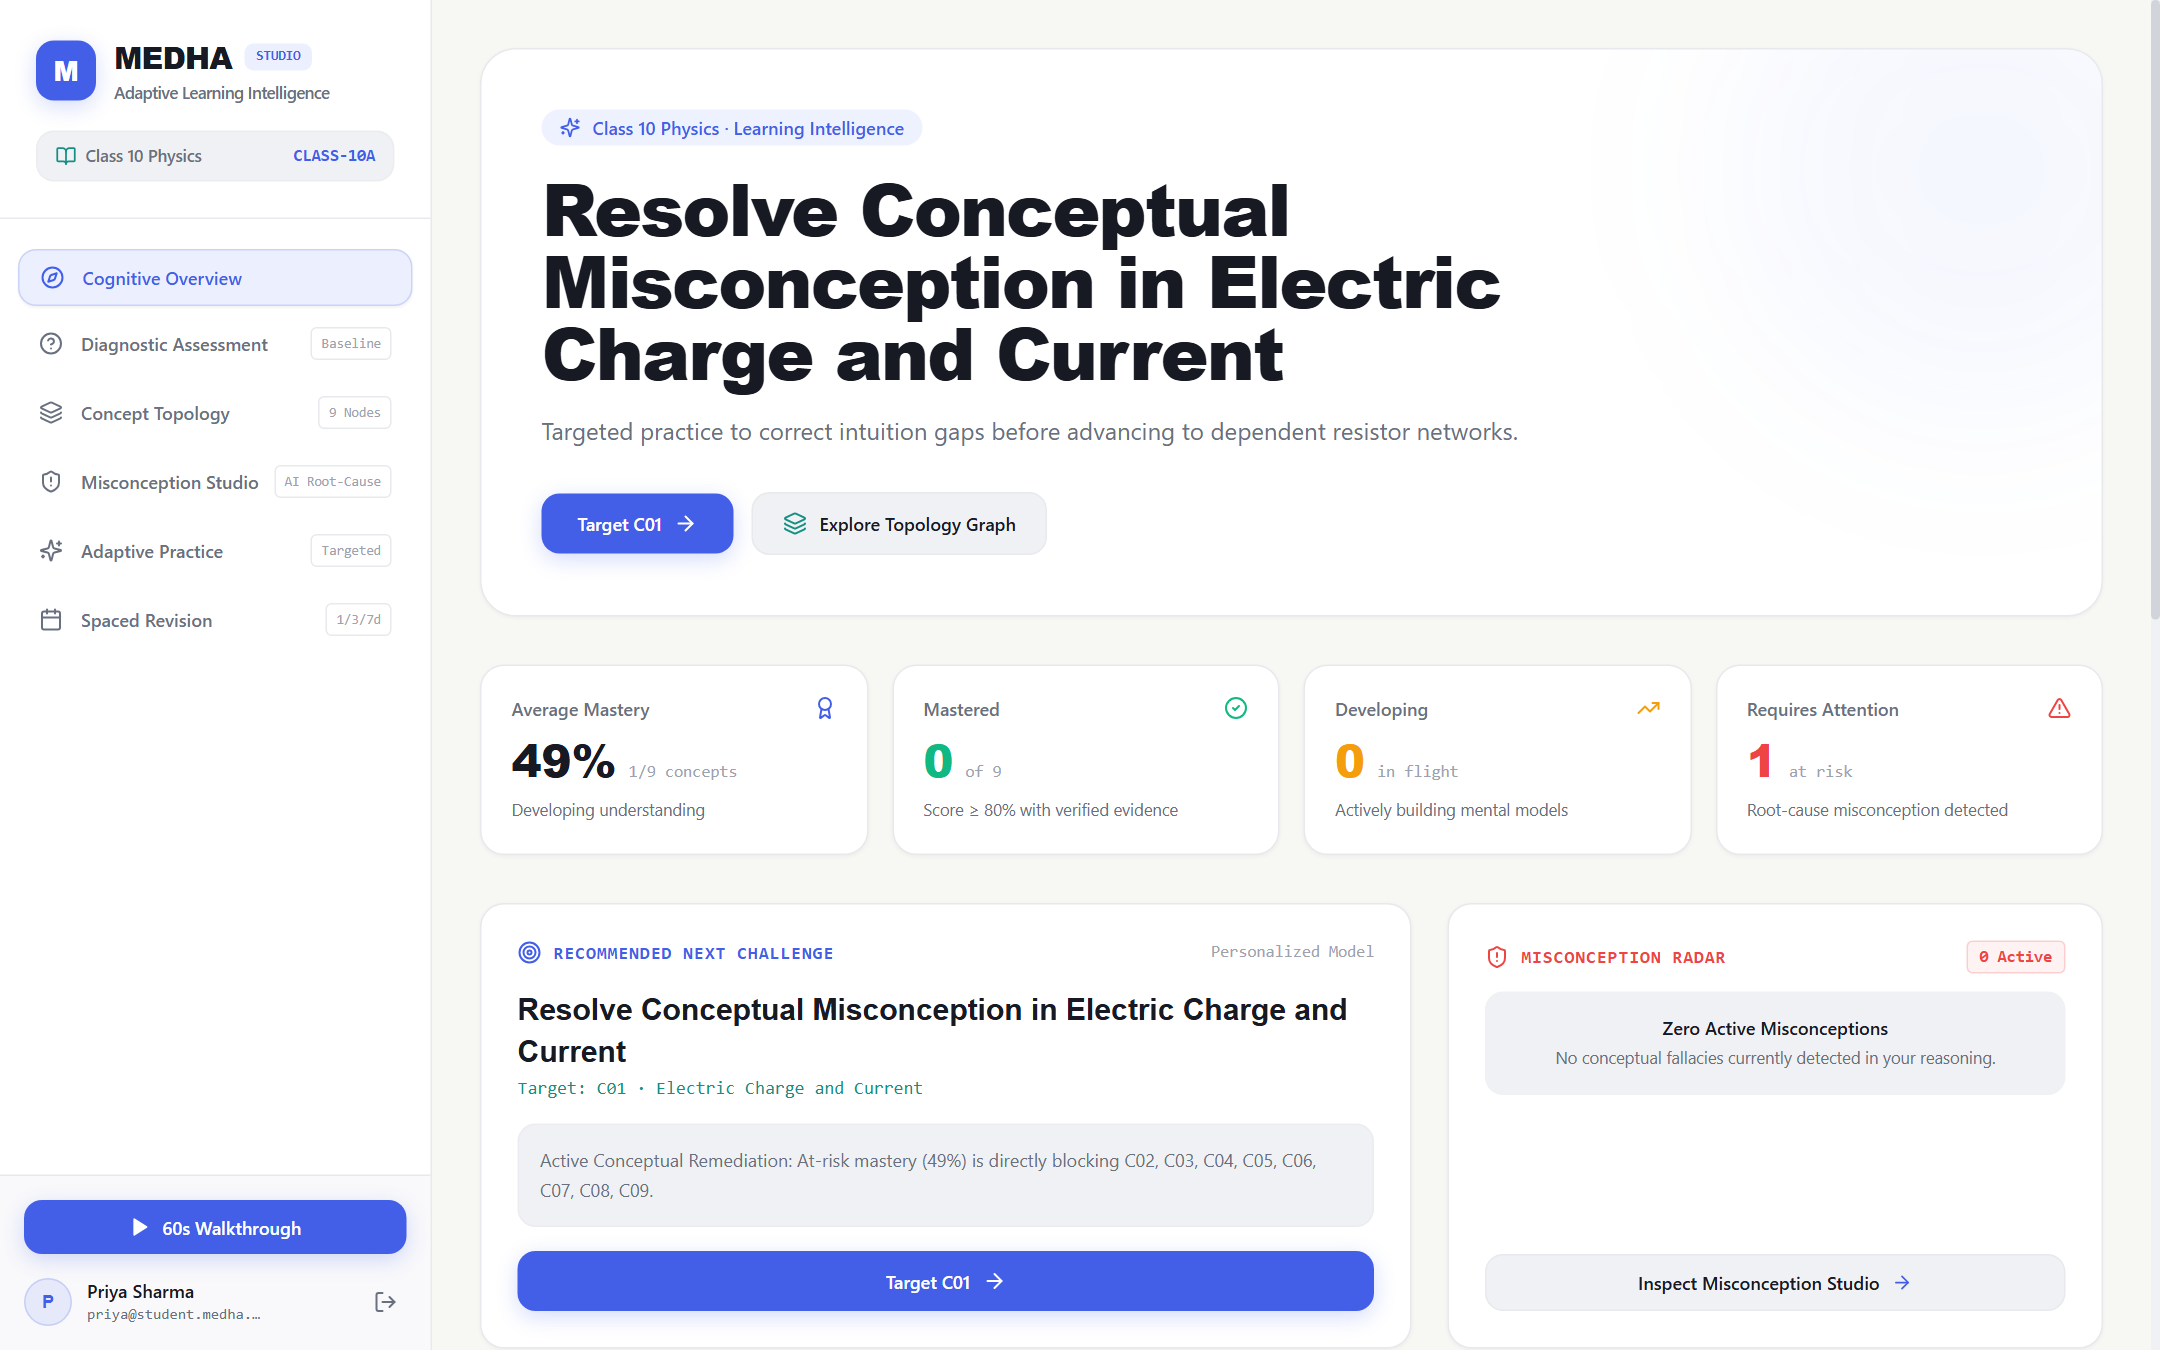 M
MEDHA STUDIO
Adaptive Learning Intelligence
Class 10 Physics CLASS-10A
Cognitive Overview
Diagnostic Assessment Baseline
Concept Topology 9 Nodes
Misconception Studio AI Root-Cause
Adaptive Practice Targeted
Spaced Revision 1/3/7d
60s Walkthrough
P
Priya Sharma
priya@student.medha.…
Class 10 Physics · Learning Intelligence
Resolve Conceptual
Misconception in Electric
Charge and Current
Targeted practice to correct intuition gaps before advancing to dependent resistor networks.
Target C01 →
Explore Topology Graph
Average Mastery
49% 1/9 concepts
Developing understanding
Mastered
0 of 9
Score ≥ 80% with verified evidence
Developing
0 in flight
Actively building mental models
Requires Attention
1 at risk
Root-cause misconception detected
RECOMMENDED NEXT CHALLENGE Personalized Model
Resolve Conceptual Misconception in Electric Charge and
Current
Target: C01 · Electric Charge and Current
Active Conceptual Remediation: At-risk mastery (49%) is directly blocking C02, C03, C04, C05, C06,
C07, C08, C09.
Target C01 →
MISCONCEPTION RADAR 0 Active
Zero Active Misconceptions
No conceptual fallacies currently detected in your reasoning.
Inspect Misconception Studio →